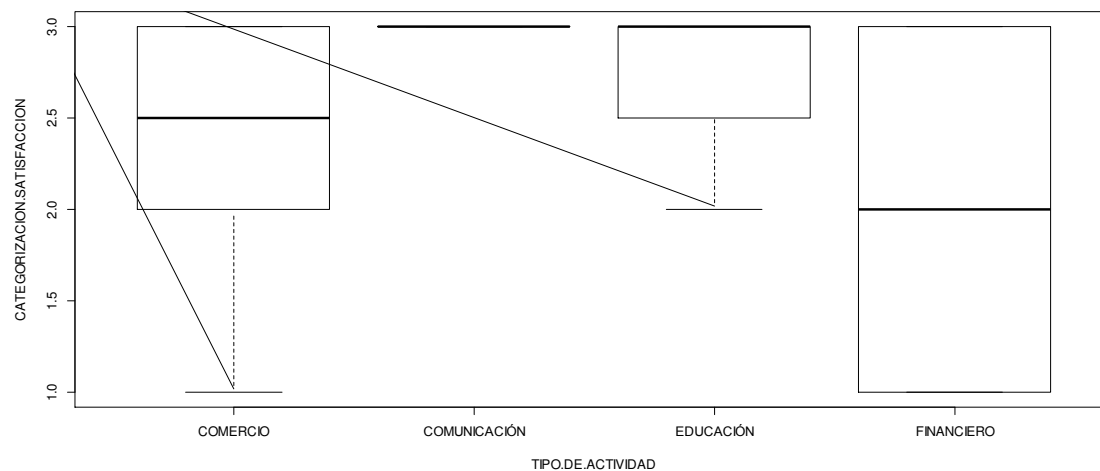 3.0
2.5
2.0
1.5
1.0
CATEGORIZACION.SATISFACCION
COMERCIO
COMUNICACIÓN
EDUCACIÓN
FINANCIERO
TIPO.DE.ACTIVIDAD